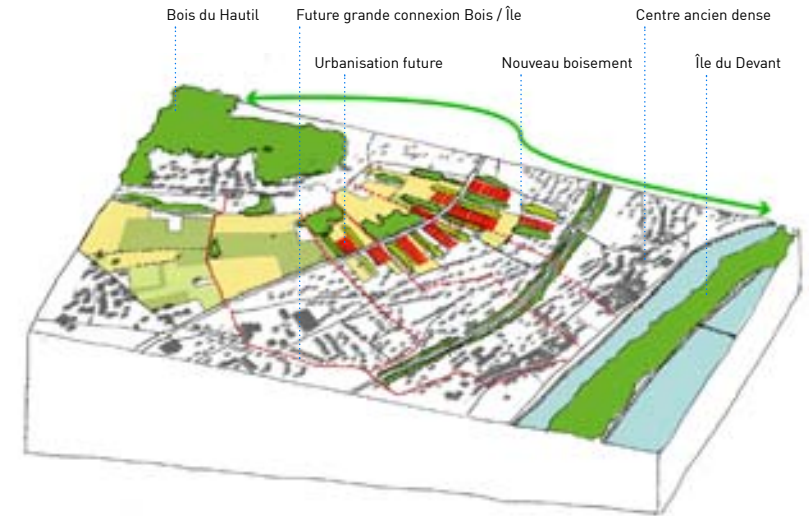 Bois du Hautil
Future grande connexion Bois / Île
Centre ancien dense
Urbanisation future
Nouveau boisement
Île du Devant